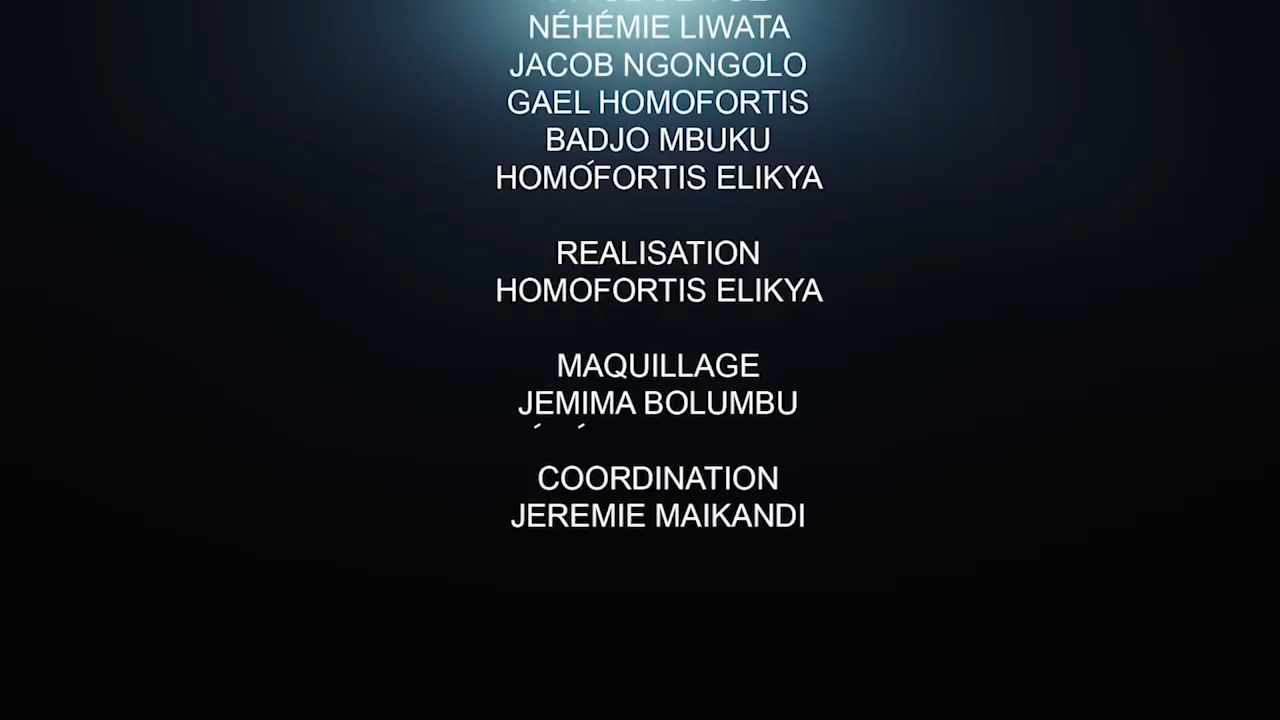 NÉHÉMIE LIWATA
JACOB NGONGOLO
GAEL HOMOFORTIS
BADJO MBUKU
HOMOFORTIS ELIKYA
REALISATION
HOMOFORTIS ELIKYA
MAQUILLAGE
JEMIMA BOLUMBU
COORDINATION
JEREMIE MAIKANDI